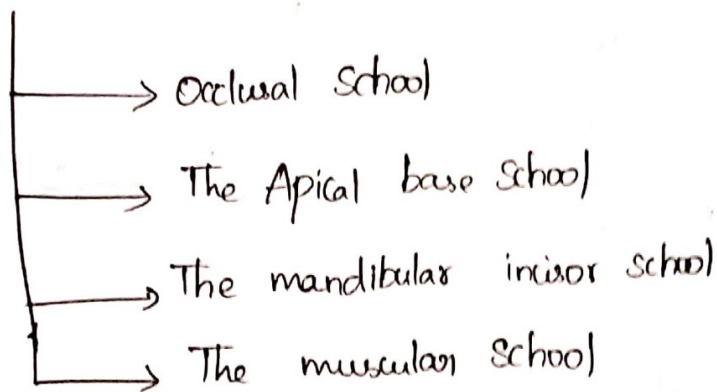 Occlusal School
The Apical base School
The mandibular incisor school
The muscular School